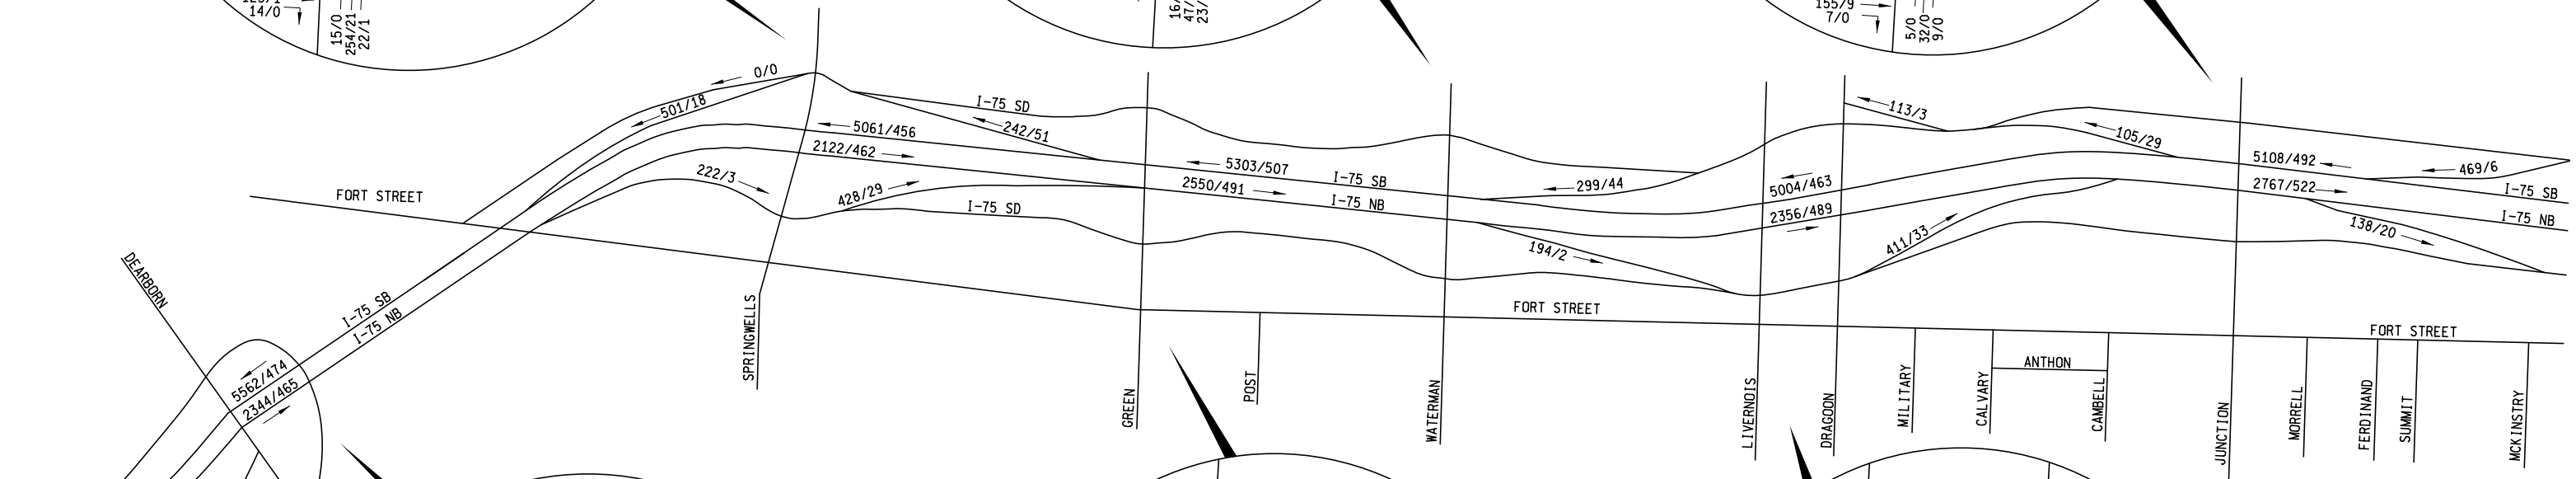 14/0
15/0
254/21
22/1
155/9
7/0
5/0
32/0
9/0
0/0
501/18
5061/456
2122/462
222/3
428/29
I-75 SD
242/51
I-75 SD
5303/507
2550/491
I-75 SB
I-75 NB
299/44
194/2
5004/463
2356/489
113/3
411/33
105/29
5108/492
2767/522
469/6
I-75 SB
I-75 NB
138/20
FORT STREET
DEARBORN
I-75 SB
I-75 NB
5562/474
2344/465
SPRINGWELLS
GREEN
POST
WATERMAN
FORT STREET
LIVERNOIS
DRAGOON
MILITARY
CALVARY
ANTHON
CAMBELL
JUNCTION
FORT STREET
MORRELL
FERDINAND
SUMMIT
MCKINSTRY